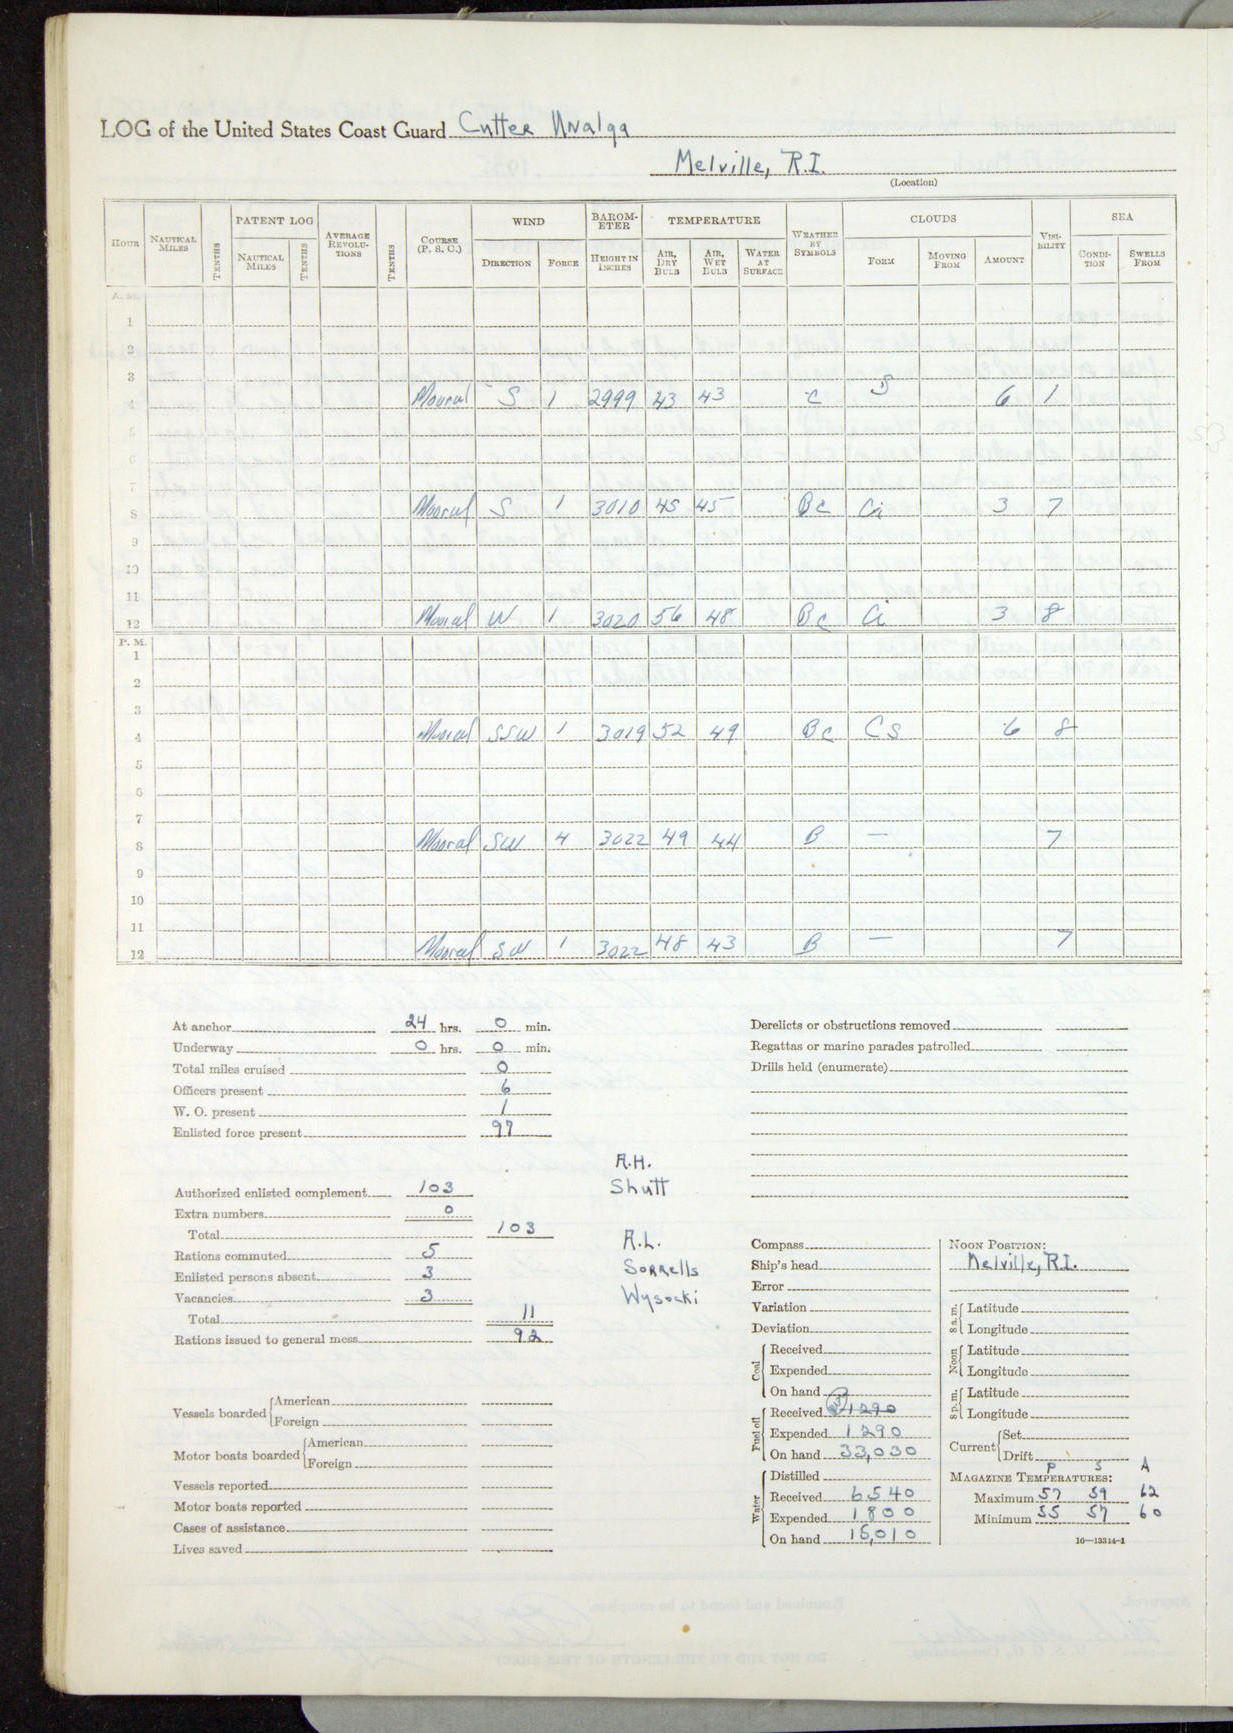 LOG of the United States Coast Guard Cutter Unalga
Melville, R.I.
(Location)
HOUR NAUTICAL MILES TENTHS PATENT LOG NAUTICAL MILES TENTHS AVERAGE REVOLUTIONS TENTHS COURSE (P. S. C.) WIND DIRECTION FORCE BAROMETER HEIGHT IN INCHES TEMPERATURE AIR, DRY BULB AIR, WET BULB WATER AT SURFACE WEATHER BY SYMBOLS CLOUDS FORM MOVING FROM AMOUNT VISIBILITY SEA CONDITION SWELLS FROM
A. M.
1
2
3
4 Moored S 1 2999 43 43 C S 6 1
5
6
7
8 Moored S 1 3010 45 45 Bc Ci 3 7
9
10
11
12 Moored W 1 3020 56 48 Bc Ci 3 8
P. M.
1
2
3
4 Moored SSW 1 3019 52 49 Bc Cs 6 8
5
6
7
8 Moored SW 4 3022 49 44 B — 7
9
10
11
12 Moored SW 1 3022 48 43 B — 7
At anchor 24 hrs. 0 min.
Underway 0 hrs. 0 min.
Total miles cruised 0
Officers present 6
W. O. present 1
Enlisted force present 97
Authorized enlisted complement 103
Extra numbers 0
Total 103
Rations commuted 5
Enlisted persons absent 3
Vacancies 3
Total 11
Rations issued to general mess 92
Vessels boarded American
Foreign
Motor boats boarded American
Foreign
Vessels reported
Motor boats reported
Cases of assistance
Lives saved
A.H.
Shutt
A.L.
Sorrells
Wysocki
Derelicts or obstructions removed
Regattas or marine parades patrolled
Drills held (enumerate)
Compass
Ship's head
Error
Variation
Deviation
Coal Received
Expended
On hand
Fuel oil Received 1290
Expended 1290
On hand 33,030
Water Distilled
Received 6540
Expended 1800
On hand 16,010
NOON POSITION:
Melville, R.I.
8 a. m. Latitude
Longitude
Noon Latitude
Longitude
8 p. m. Latitude
Longitude
Current Set
Drift
P S A
MAGAZINE TEMPERATURES:
Maximum 57 59 62
Minimum 55 57 60
16—13314-1